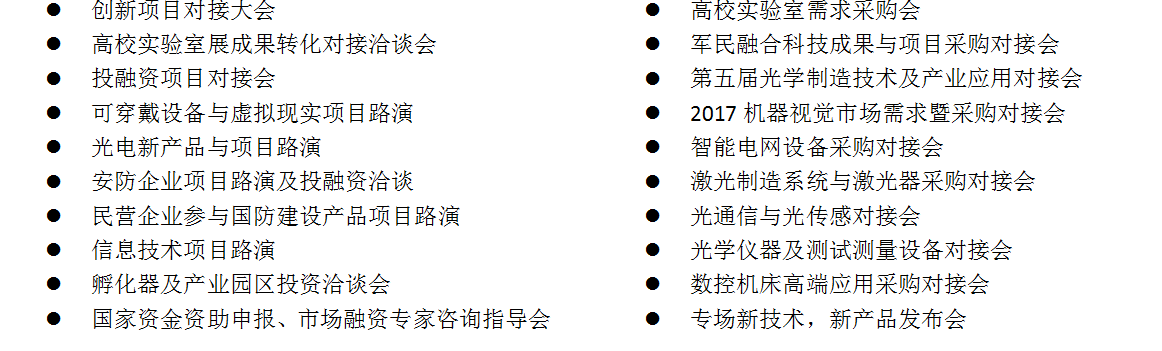 ● 创新项目对接大会
● 高校实验室展成果转化对接洽谈会
● 投融资项目对接会
● 可穿戴设备与虚拟现实项目路演
● 光电新产品与项目路演
● 安防企业项目路演及投融资洽谈
● 民营企业参与国防建设产品项目路演
● 信息技术项目路演
● 孵化器及产业园区投资洽谈会
● 国家资金资助申报、市场融资专家咨询指导会
● 高校实验室需求采购会
● 军民融合科技成果与项目采购对接会
● 第五届光学制造技术及产业应用对接会
● 2017 机器视觉市场需求暨采购对接会
● 智能电网设备采购对接会
● 激光制造系统与激光器采购对接会
● 光通信与光传感对接会
● 光学仪器及测试测量设备对接会
● 数控机床高端应用采购对接会
● 专场新技术，新产品发布会